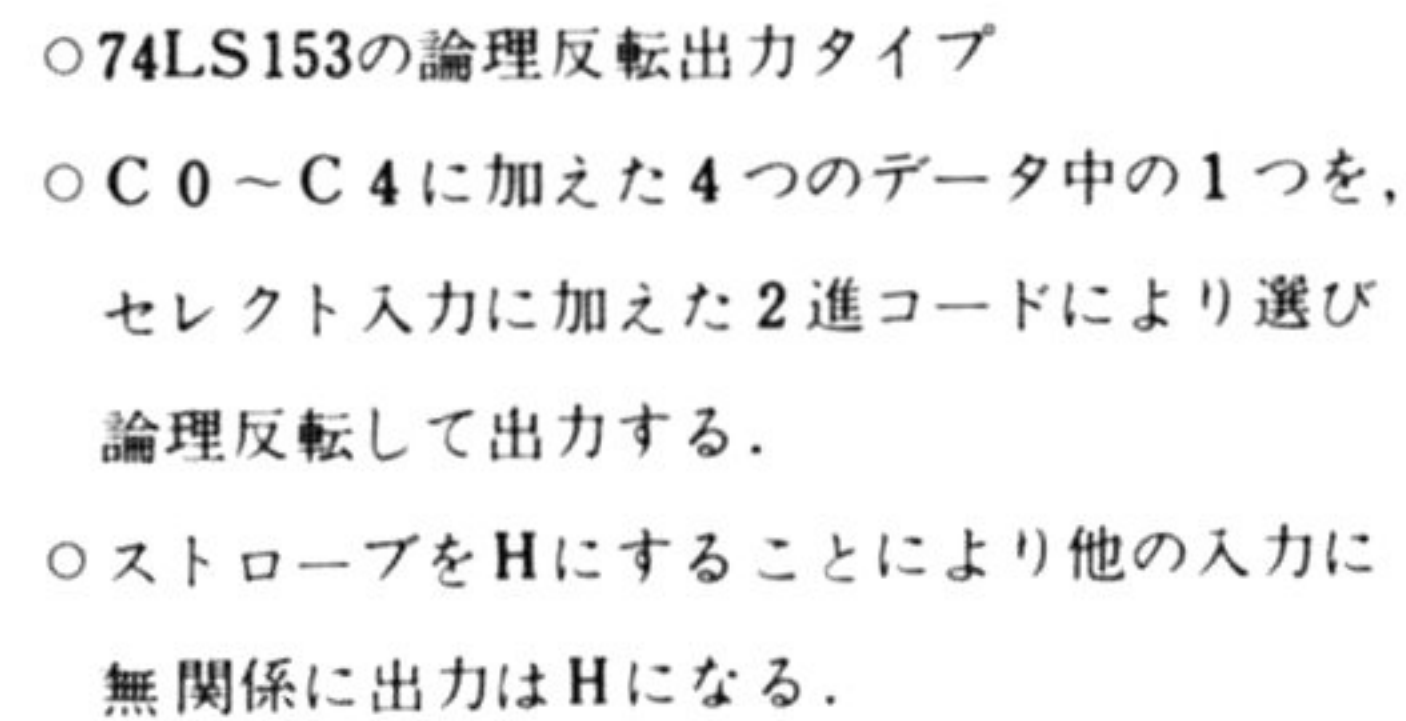 ○74LS153の論理反転出力タイプ
○C0~C4に加えた4つのデータ中の1つを,
セレクト入力に加えた2進コードにより選び
論理反転して出力する.
○ストローブをHにすることにより他の入力に
無関係に出力はHになる.